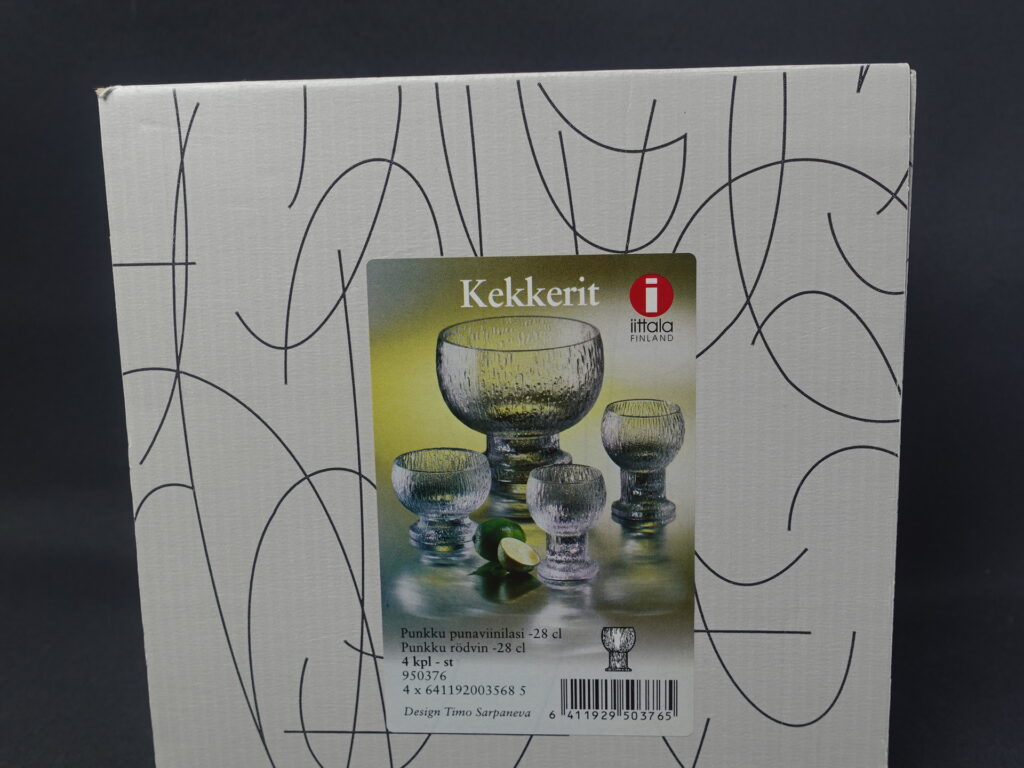 Kekkerit
i
iittala
FINLAND
Punkku punaviinilasi -28 cl
Punkku rödvin -28 cl
4 kpl - st
950376
4 x 641192003568 5
Design Timo Sarpaneva
6 411929 503765